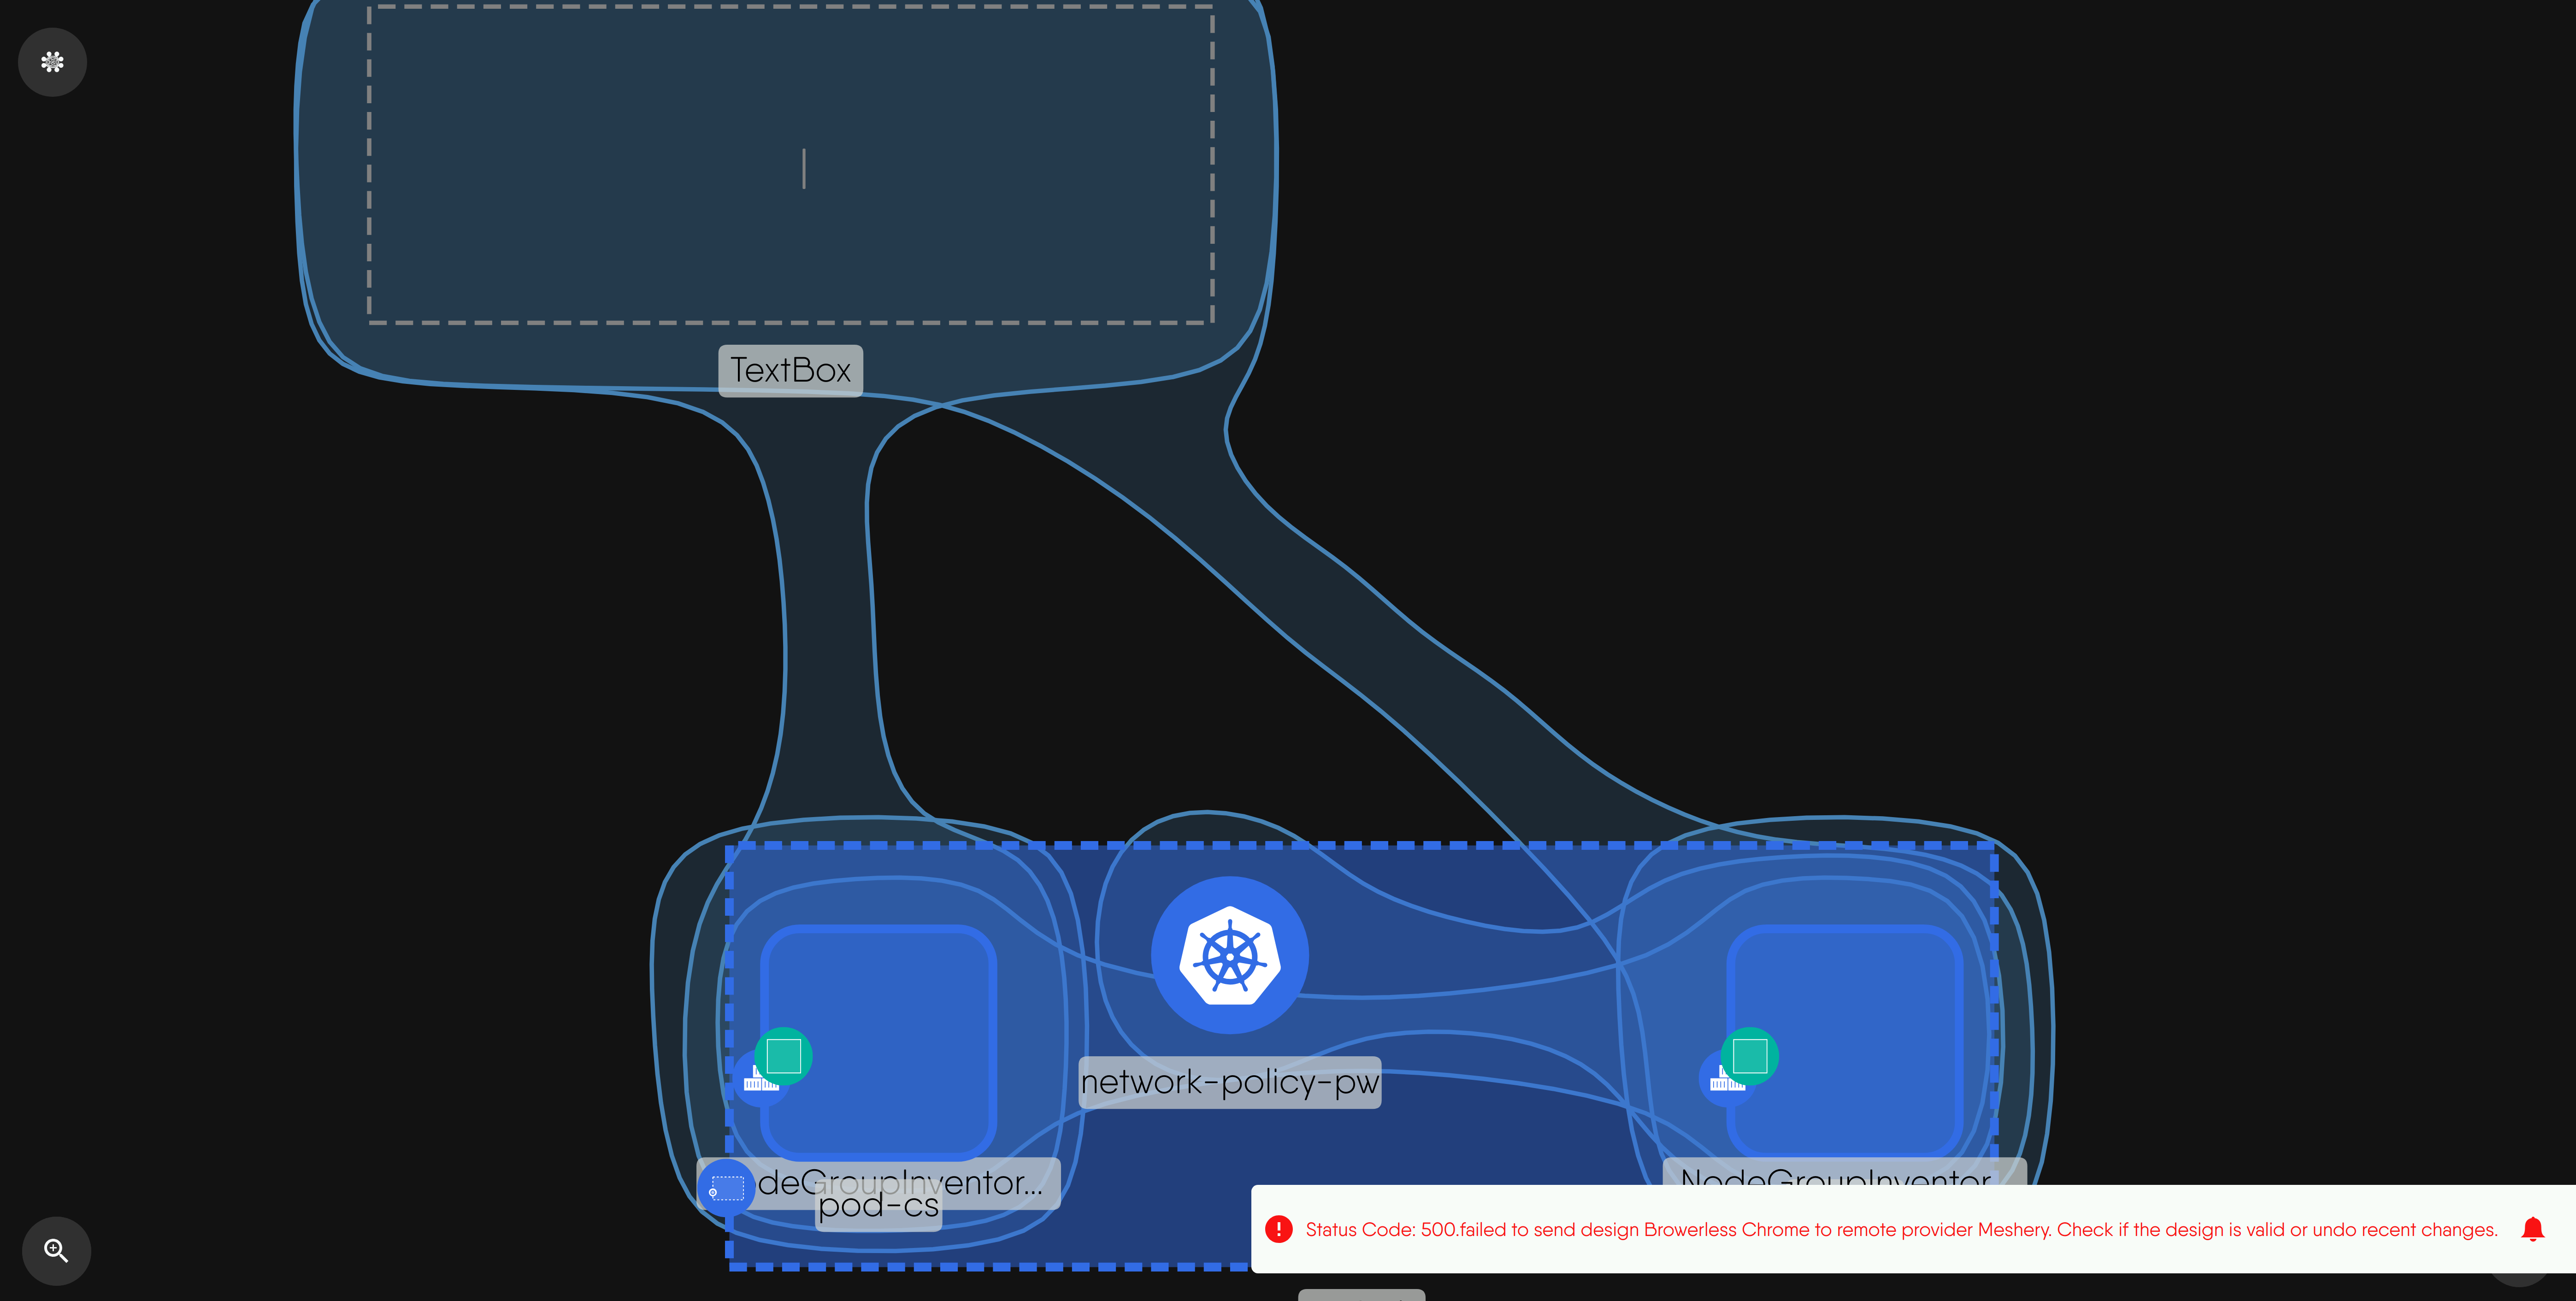 TextBox
network-policy-pw
deGroupInventor...
NodeGroupInventor
pod-cs
Status Code: 500.failed to send design Browerless Chrome to remote provider Meshery. Check if the design is valid or undo recent changes.